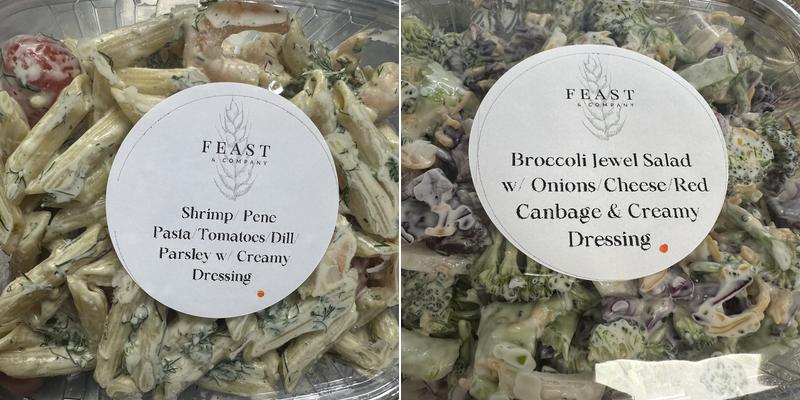 FEAST
& COMPANY
Shrimp/ Pene
Pasta/Tomatoes/Dill/
Parsley w/ Creamy
Dressing
FEAST
& COMPANY
Broccoli Jewel Salad
w/ Onions/Cheese/Red
Canbage & Creamy
Dressing